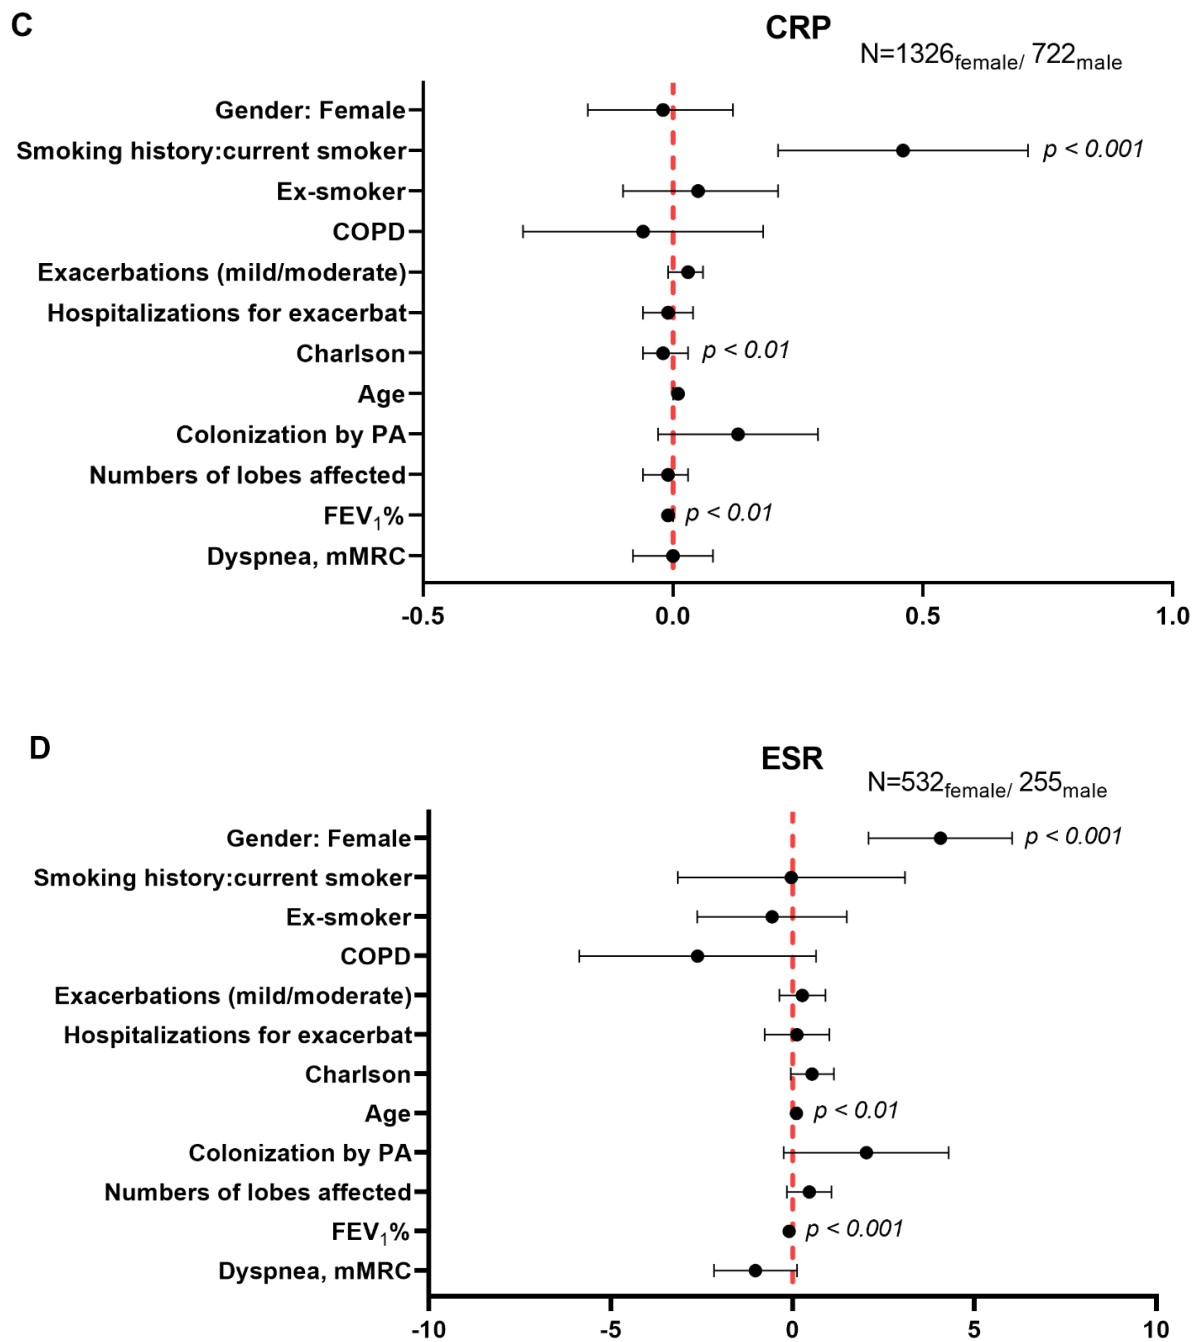 C
CRP
N=1326female/ 722male
Gender: Female
Smoking history:current smoker
p < 0.001
Ex-smoker
COPD
Exacerbations (mild/moderate)
Hospitalizations for exacerbat
Charlson
p < 0.01
Age
Colonization by PA
Numbers of lobes affected
FEV1%
p < 0.01
Dyspnea, mMRC
-0.5 0.0 0.5 1.0
D
ESR
N=532female/ 255male
Gender: Female
p < 0.001
Smoking history:current smoker
Ex-smoker
COPD
Exacerbations (mild/moderate)
Hospitalizations for exacerbat
Charlson
Age
p < 0.01
Colonization by PA
Numbers of lobes affected
FEV1%
p < 0.001
Dyspnea, mMRC
-10 -5 0 5 10